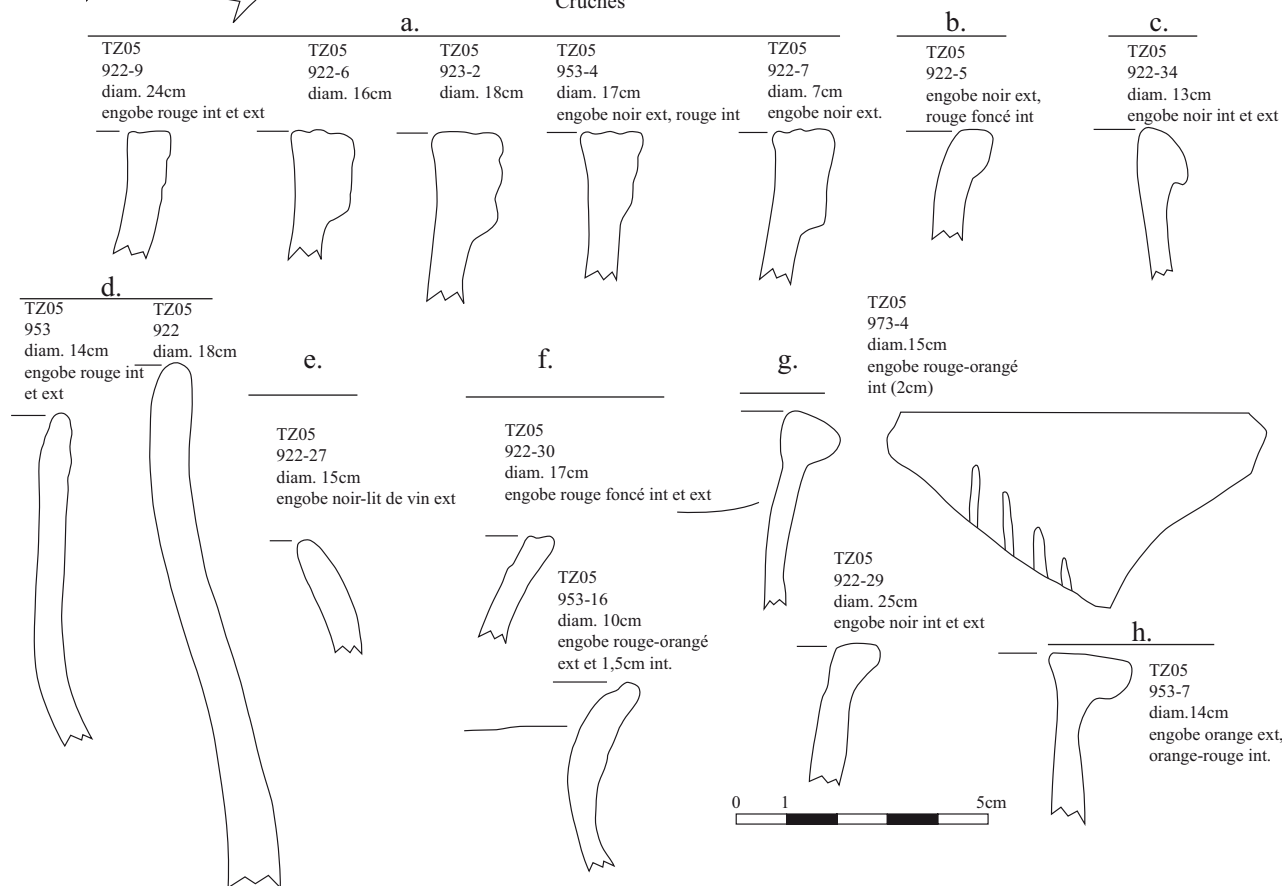 Cruches
a.
TZ05
922-9
diam. 24cm
engobe rouge int et ext
TZ05
922-6
diam. 16cm
TZ05
923-2
diam. 18cm
TZ05
953-4
diam. 17cm
engobe noir ext, rouge int
TZ05
922-7
diam. 7cm
engobe noir ext.
b.
TZ05
922-5
engobe noir ext,
rouge foncé int
c.
TZ05
922-34
diam. 13cm
engobe noir int et ext
d.
TZ05
953
diam. 14cm
engobe rouge int
et ext
TZ05
922
diam. 18cm
e.
TZ05
922-27
diam. 15cm
engobe noir-lit de vin ext
f.
TZ05
922-30
diam. 17cm
engobe rouge foncé int et ext
TZ05
953-16
diam. 10cm
engobe rouge-orangé
ext et 1,5cm int.
g.
TZ05
973-4
diam.15cm
engobe rouge-orangé
int (2cm)
TZ05
922-29
diam. 25cm
engobe noir int et ext
h.
TZ05
953-7
diam.14cm
engobe orange ext,
orange-rouge int.
0 1 5cm